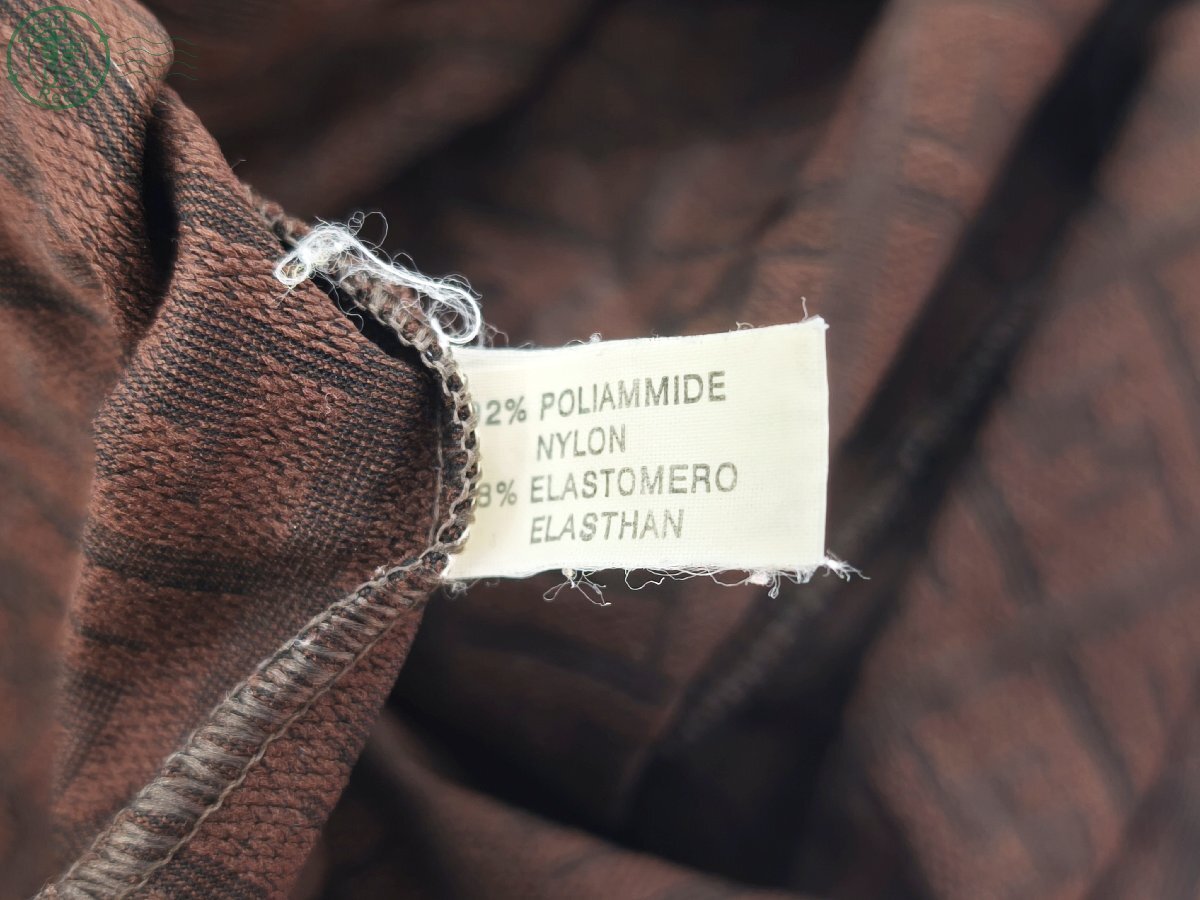 92% POLIAMMIDE
NYLON
8% ELASTOMERO
ELASTHAN